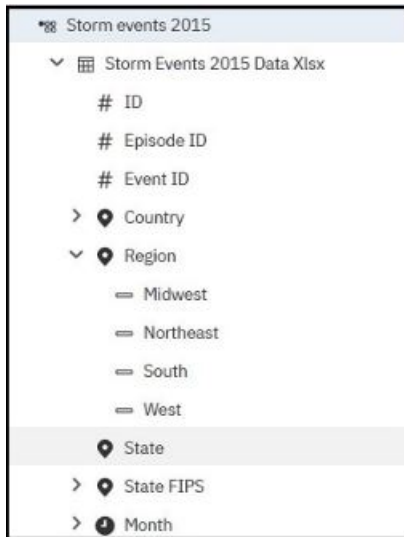 Storm events 2015
Storm Events 2015 Data Xlsx
# ID
# Episode ID
# Event ID
Country
Region
Midwest
Northeast
South
West
State
State FIPS
Month